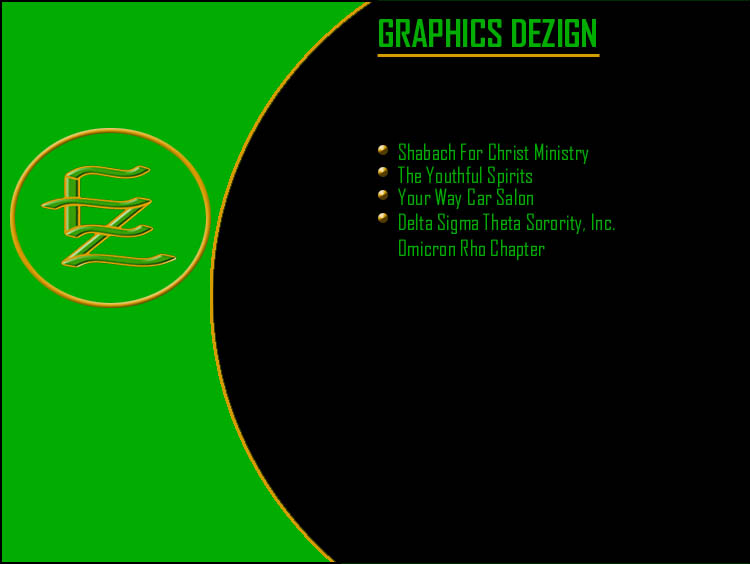 GRAPHICS DEZIGN
EZ
Shabach For Christ Ministry
The Youthful Spirits
Your Way Car Salon
Delta Sigma Theta Sorority, Inc.
Omicron Rho Chapter